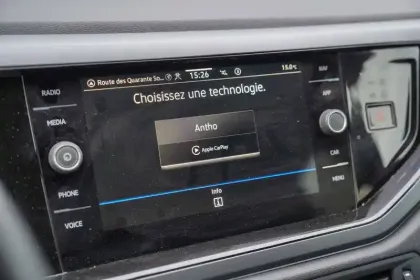 Route des Quarante So...
15:26
15.0°C
Choisissez une technologie.
Antho
Apple CarPlay
Info
RADIO
MEDIA
PHONE
VOICE
NAV
APP
CAR
MENU